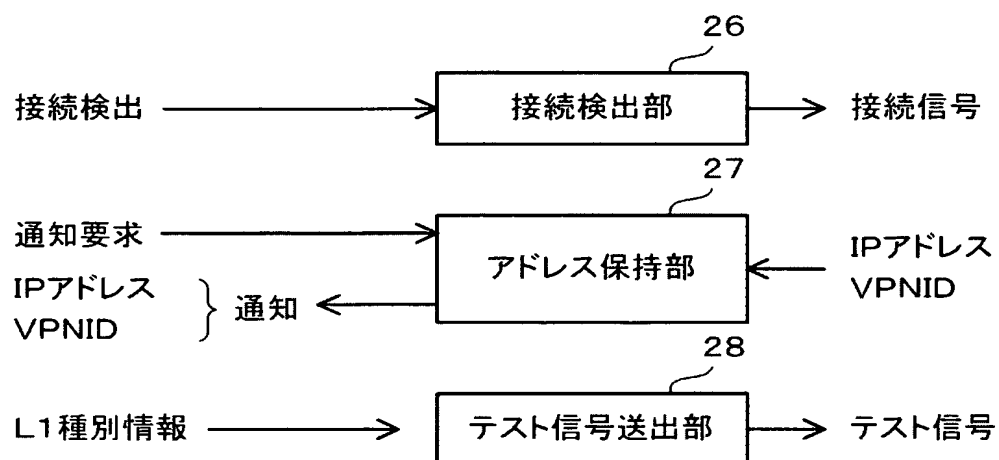 26
接続検出
接続検出部
接続信号
27
通知要求
アドレス保持部
IPアドレス
VPNID
IPアドレス
VPNID
通知
28
L1種別情報
テスト信号送出部
テスト信号